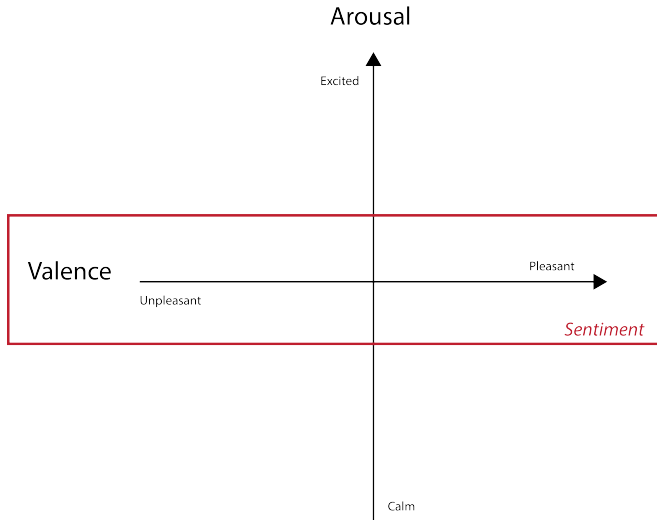 Arousal
Excited
Valence
Pleasant
Unpleasant
Sentiment
Calm